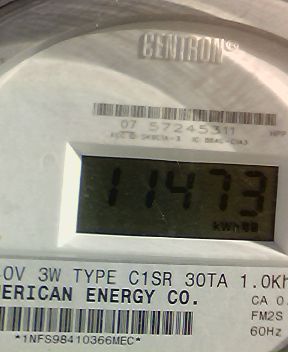 CENTRON®
07 57245311
11473
kWh
0V 3W TYPE C1SR 30TA 1.0Kh
ERICAN ENERGY CO.
CA 0.
FM2S
60Hz
*1NFS98410366MEC*